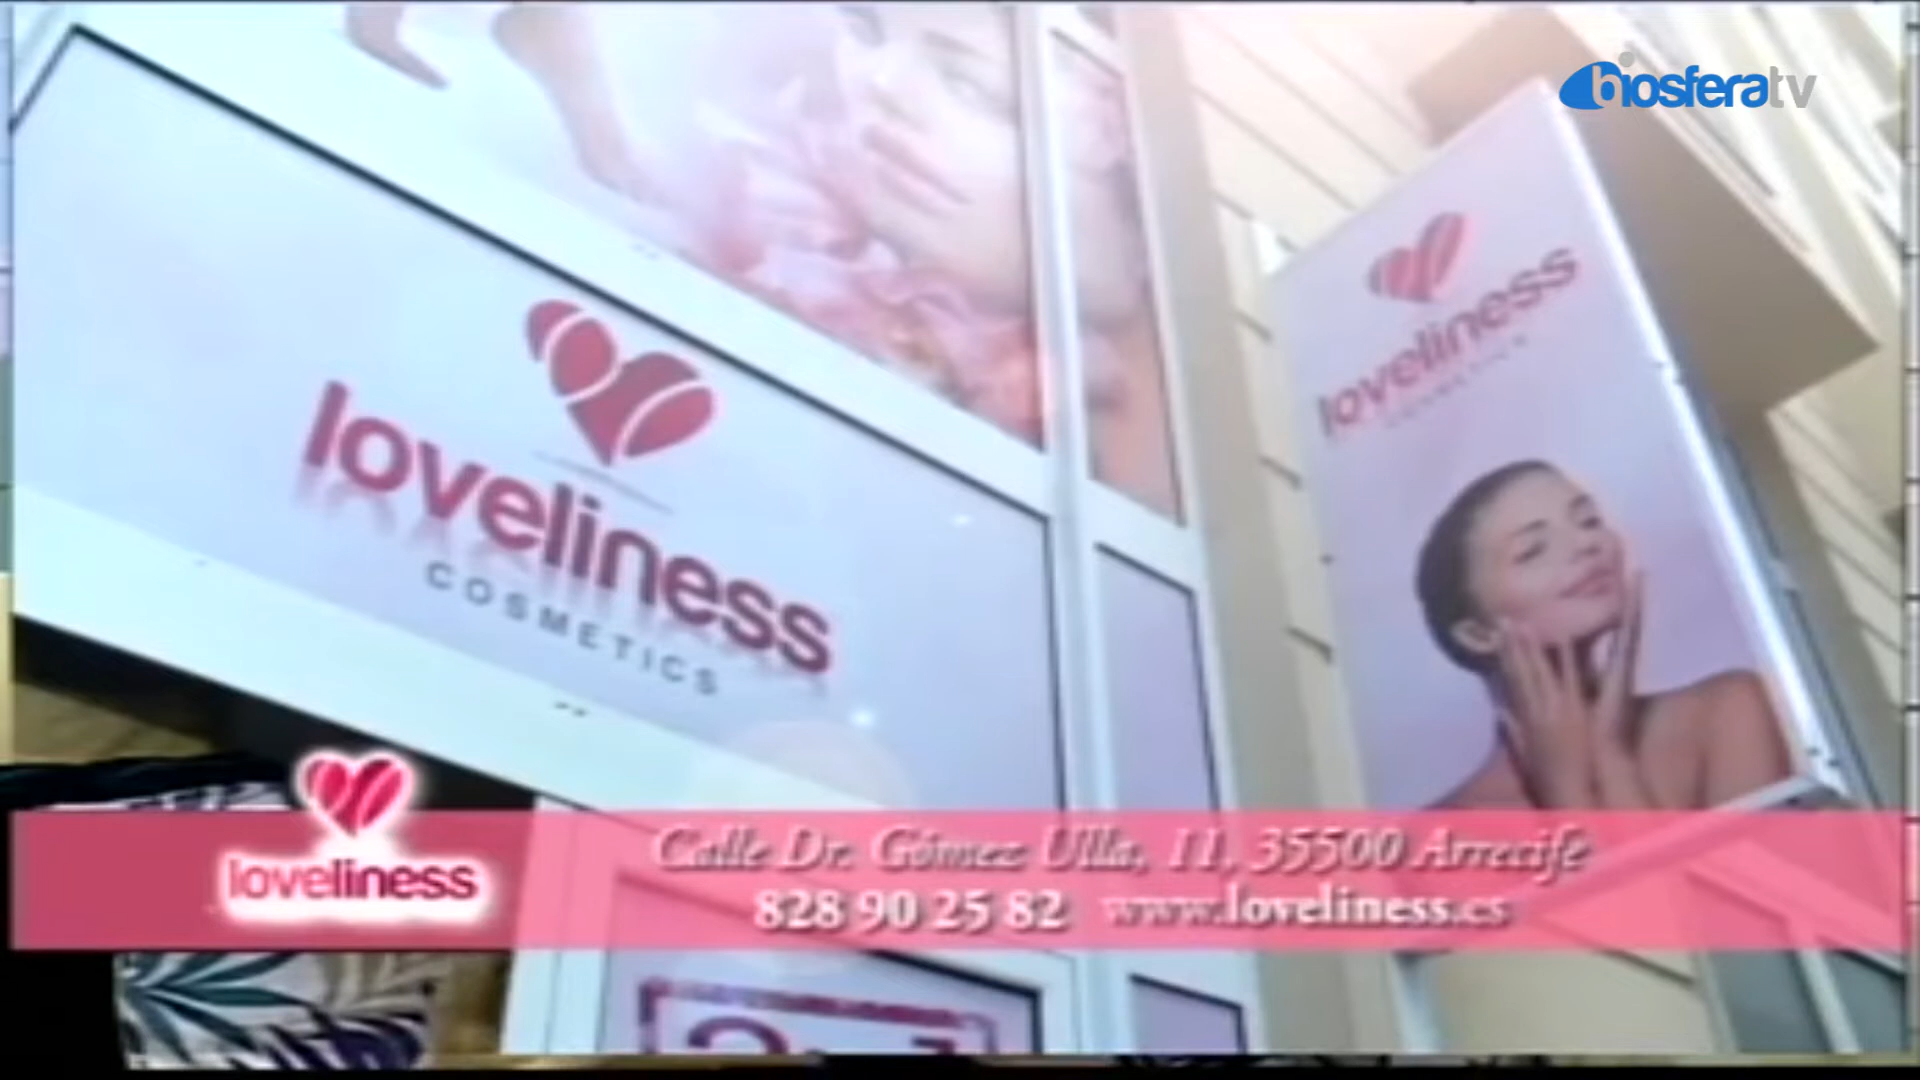 biosferatv
loveliness
COSMETICS
loveliness
COSMETICS
loveliness
Calle Dr. Gómez Ulla, 11, 35500 Arrecife
828 90 25 82 www.loveliness.es